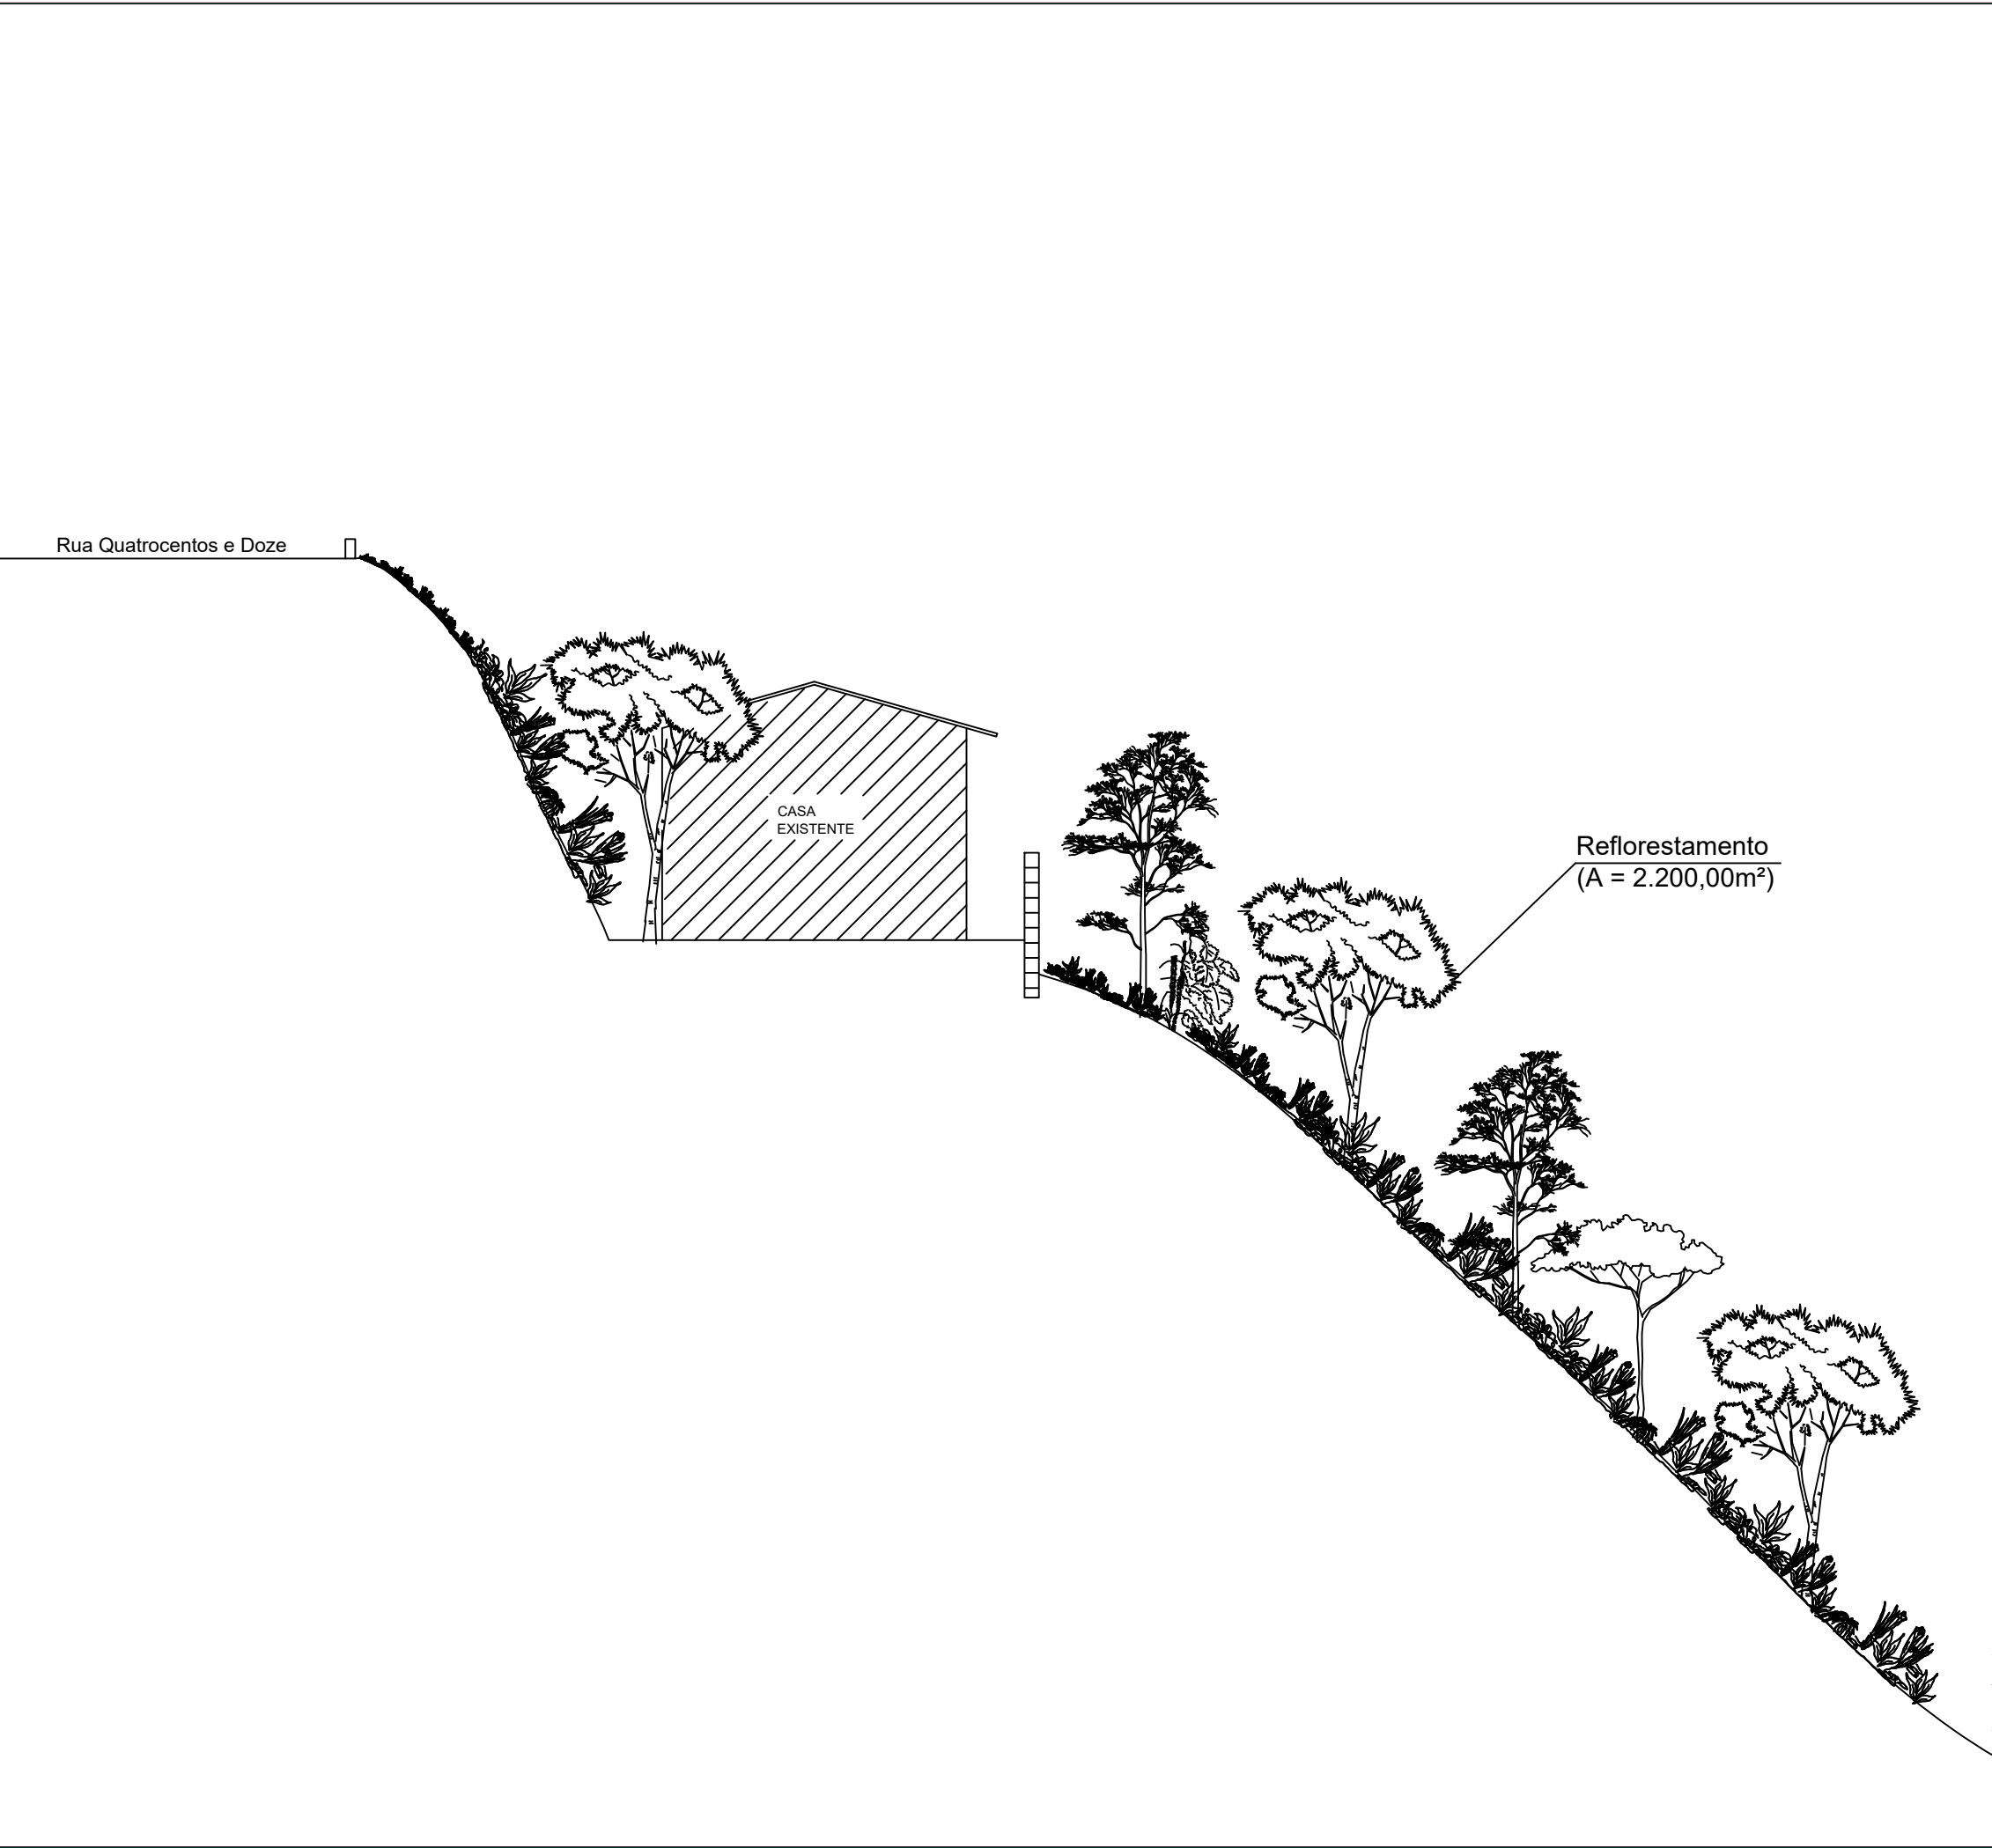 Rua Quatrocentos e Doze
CASA
EXISTENTE
Reflorestamento
(A = 2.200,00m²)